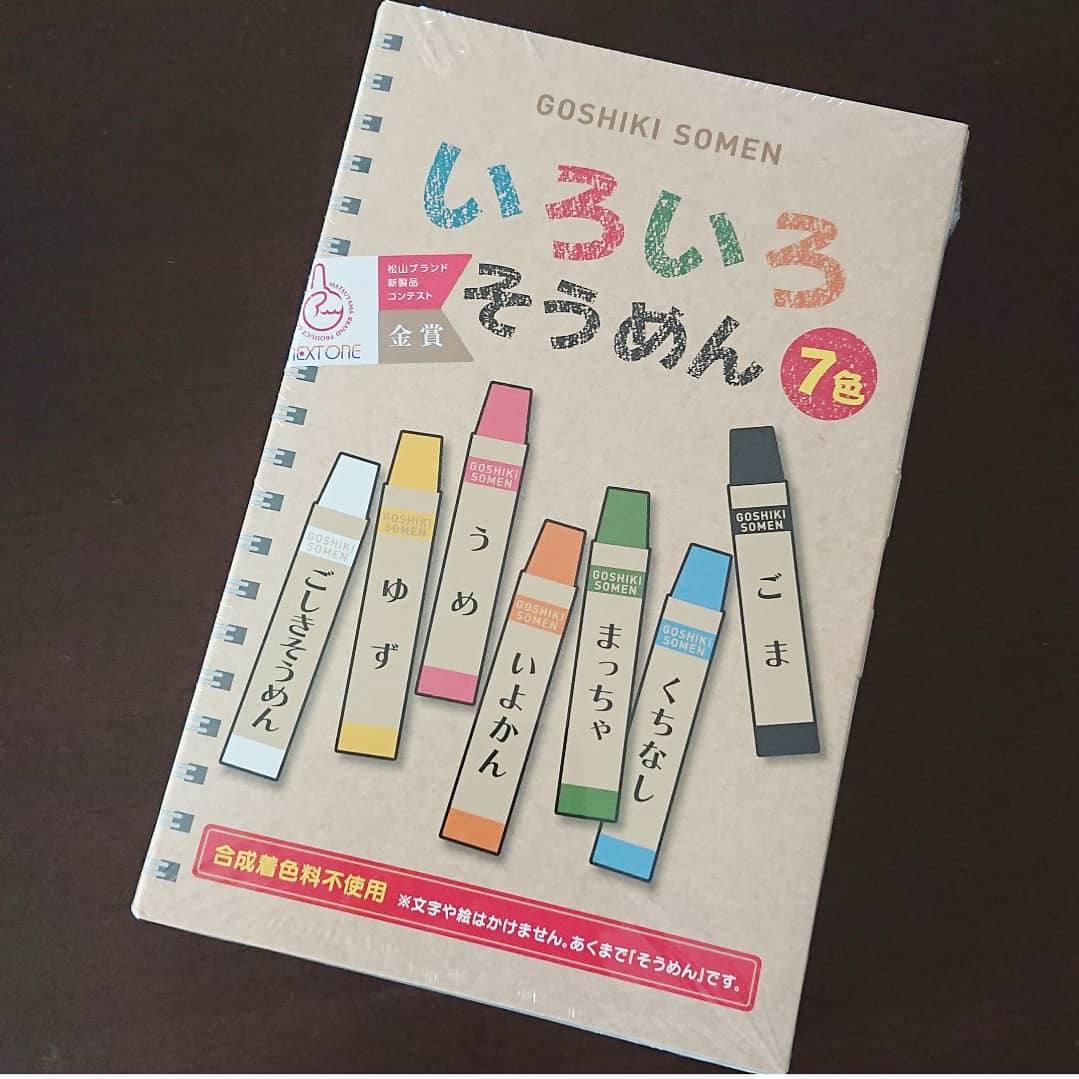 GOSHIKI SOMEN
いろいろ
そうめん
7色
松山ブランド
新製品
コンテスト
金賞
MATSUYAMA BRAND PRODUCT
NEXT ONE
GOSHIKI
SOMEN
ごしきそうめん
GOSHIKI
SOMEN
ゆず
GOSHIKI
SOMEN
うめ
GOSHIKI
SOMEN
いよかん
GOSHIKI
SOMEN
まっちゃ
GOSHIKI
SOMEN
くちなし
GOSHIKI
SOMEN
ごま
合成着色料不使用 ※文字や絵はかけません。あくまで「そうめん」です。